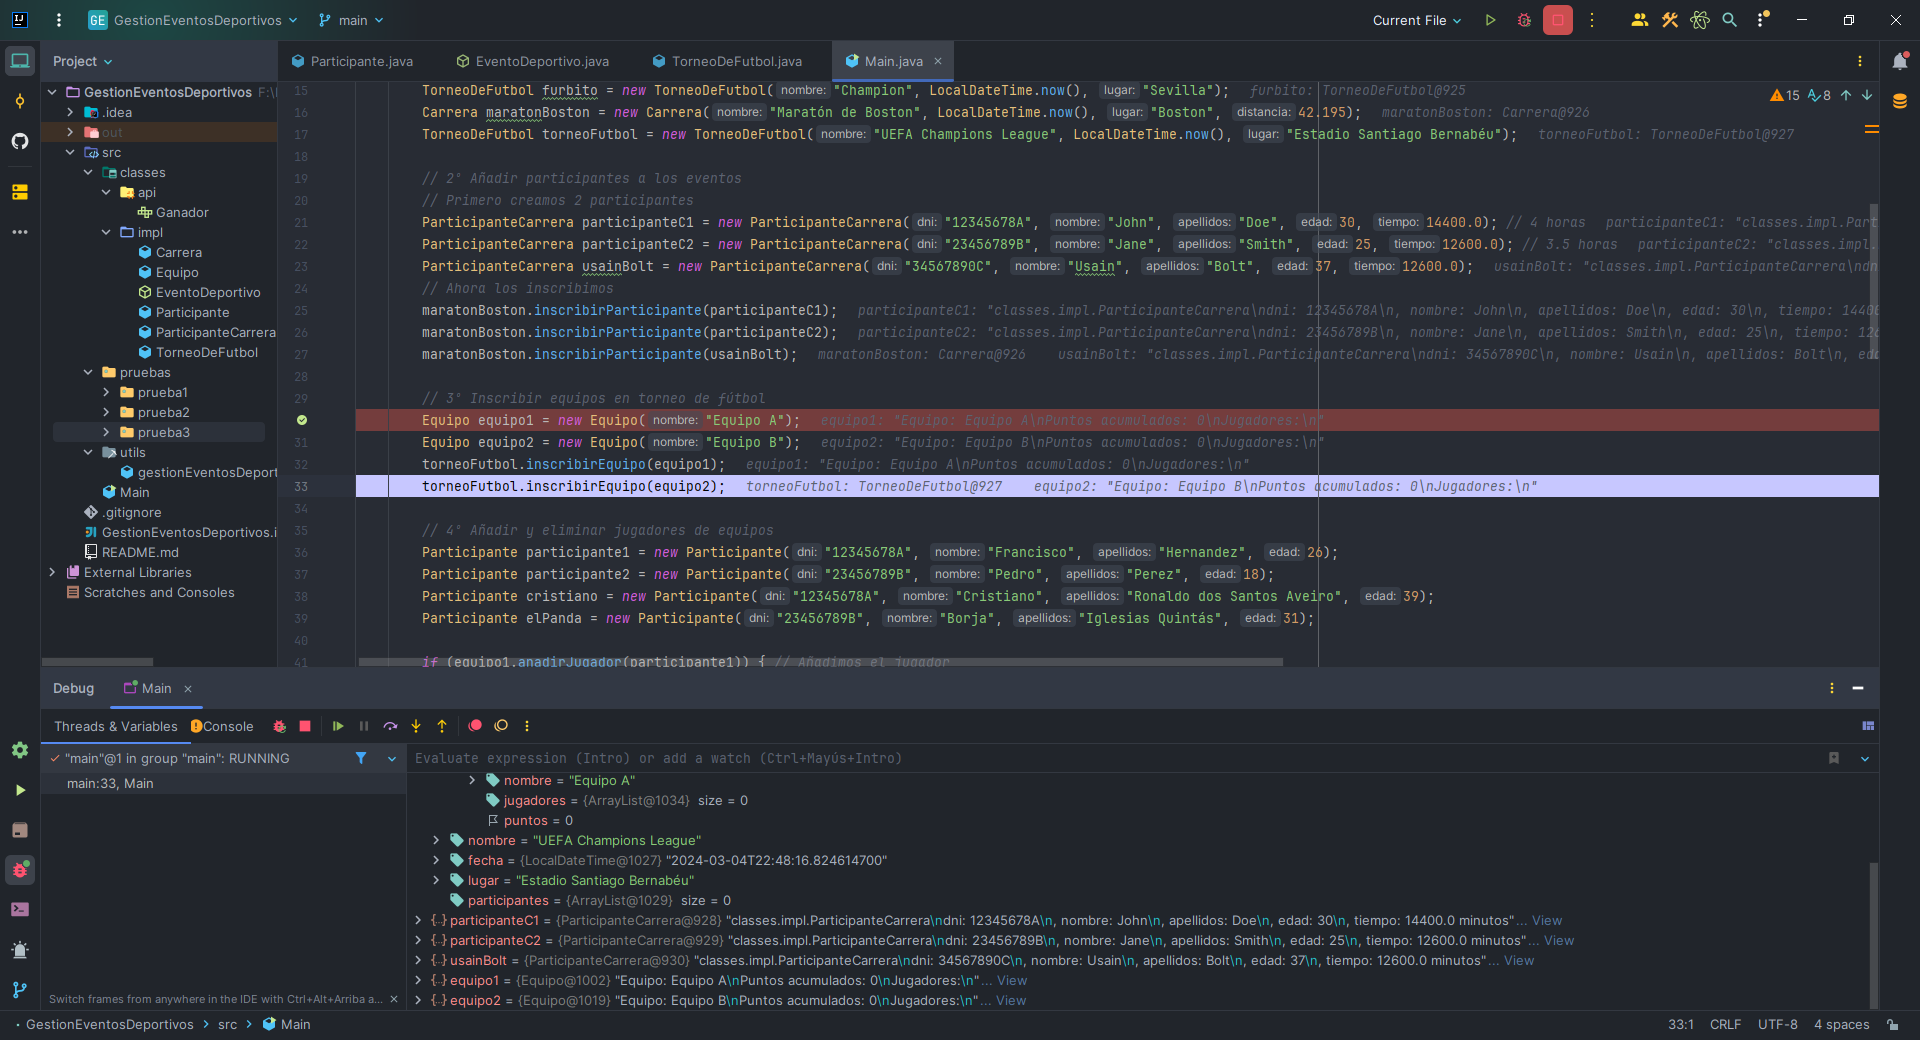 GE GestionEventosDeportivos main Current File
Project Participante.java EventoDeportivo.java TorneoDeFutbol.java Main.java
GestionEventosDeportivos F:\
.idea
out
src
classes
api
Ganador
impl
Carrera
Equipo
EventoDeportivo
Participante
ParticipanteCarrera
TorneoDeFutbol
pruebas
prueba1
prueba2
prueba3
utils
gestionEventosDeport
Main
.gitignore
GestionEventosDeportivos.i
README.md
External Libraries
Scratches and Consoles
15 8
15 TorneoDeFutbol furbito = new TorneoDeFutbol( nombre: "Champion", LocalDateTime.now(), lugar: "Sevilla"); furbito: TorneoDeFutbol@925
16 Carrera maratonBoston = new Carrera( nombre: "Maratón de Boston", LocalDateTime.now(), lugar: "Boston", distancia: 42.195); maratonBoston: Carrera@926
17 TorneoDeFutbol torneoFutbol = new TorneoDeFutbol( nombre: "UEFA Champions League", LocalDateTime.now(), lugar: "Estadio Santiago Bernabéu"); torneoFutbol: TorneoDeFutbol@927
18
19 // 2º Añadir participantes a los eventos
20 // Primero creamos 2 participantes
21 ParticipanteCarrera participanteC1 = new ParticipanteCarrera( dni: "12345678A", nombre: "John", apellidos: "Doe", edad: 30, tiempo: 14400.0); // 4 horas participanteC1: "classes.impl.Part
22 ParticipanteCarrera participanteC2 = new ParticipanteCarrera( dni: "23456789B", nombre: "Jane", apellidos: "Smith", edad: 25, tiempo: 12600.0); // 3.5 horas participanteC2: "classes.impl.
23 ParticipanteCarrera usainBolt = new ParticipanteCarrera( dni: "34567890C", nombre: "Usain", apellidos: "Bolt", edad: 37, tiempo: 12600.0); usainBolt: "classes.impl.ParticipanteCarrera\ndn
24 // Ahora los inscribimos
25 maratonBoston.inscribirParticipante(participanteC1); participanteC1: "classes.impl.ParticipanteCarrera\ndni: 12345678A\n, nombre: John\n, apellidos: Doe\n, edad: 30\n, tiempo: 1440
26 maratonBoston.inscribirParticipante(participanteC2); participanteC2: "classes.impl.ParticipanteCarrera\ndni: 23456789B\n, nombre: Jane\n, apellidos: Smith\n, edad: 25\n, tiempo: 126
27 maratonBoston.inscribirParticipante(usainBolt); maratonBoston: Carrera@926 usainBolt: "classes.impl.ParticipanteCarrera\ndni: 34567890C\n, nombre: Usain\n, apellidos: Bolt\n, ed
28
29 // 3º Inscribir equipos en torneo de fútbol
Equipo equipo1 = new Equipo( nombre: "Equipo A"); equipo1: "Equipo: Equipo A\nPuntos acumulados: 0\nJugadores:\n"
31 Equipo equipo2 = new Equipo( nombre: "Equipo B"); equipo2: "Equipo: Equipo B\nPuntos acumulados: 0\nJugadores:\n"
32 torneoFutbol.inscribirEquipo(equipo1); equipo1: "Equipo: Equipo A\nPuntos acumulados: 0\nJugadores:\n"
33 torneoFutbol.inscribirEquipo(equipo2); torneoFutbol: TorneoDeFutbol@927 equipo2: "Equipo: Equipo B\nPuntos acumulados: 0\nJugadores:\n"
34
35 // 4º Añadir y eliminar jugadores de equipos
36 Participante participante1 = new Participante( dni: "12345678A", nombre: "Francisco", apellidos: "Hernandez", edad: 26);
37 Participante participante2 = new Participante( dni: "23456789B", nombre: "Pedro", apellidos: "Perez", edad: 18);
38 Participante cristiano = new Participante( dni: "12345678A", nombre: "Cristiano", apellidos: "Ronaldo dos Santos Aveiro", edad: 39);
39 Participante elPanda = new Participante( dni: "23456789B", nombre: "Borja", apellidos: "Iglesias Quintás", edad: 31);
40
41 if (equipo1.anadirJugador(participante1)) { // Añadimos el jugador
Debug Main
Threads & Variables Console
"main"@1 in group "main": RUNNING
main:33, Main
Switch frames from anywhere in the IDE with Ctrl+Alt+Arriba a...
Evaluate expression (Intro) or add a watch (Ctrl+Mayús+Intro)
nombre = "Equipo A"
jugadores = {ArrayList@1034} size = 0
puntos = 0
nombre = "UEFA Champions League"
fecha = {LocalDateTime@1027} "2024-03-04T22:48:16.824614700"
lugar = "Estadio Santiago Bernabéu"
participantes = {ArrayList@1029} size = 0
participanteC1 = {ParticipanteCarrera@928} "classes.impl.ParticipanteCarrera\ndni: 12345678A\n, nombre: John\n, apellidos: Doe\n, edad: 30\n, tiempo: 14400.0 minutos"... View
participanteC2 = {ParticipanteCarrera@929} "classes.impl.ParticipanteCarrera\ndni: 23456789B\n, nombre: Jane\n, apellidos: Smith\n, edad: 25\n, tiempo: 12600.0 minutos"... View
usainBolt = {ParticipanteCarrera@930} "classes.impl.ParticipanteCarrera\ndni: 34567890C\n, nombre: Usain\n, apellidos: Bolt\n, edad: 37\n, tiempo: 12600.0 minutos"... View
equipo1 = {Equipo@1002} "Equipo: Equipo A\nPuntos acumulados: 0\nJugadores:\n"... View
equipo2 = {Equipo@1019} "Equipo: Equipo B\nPuntos acumulados: 0\nJugadores:\n"... View
GestionEventosDeportivos src Main 33:1 CRLF UTF-8 4 spaces